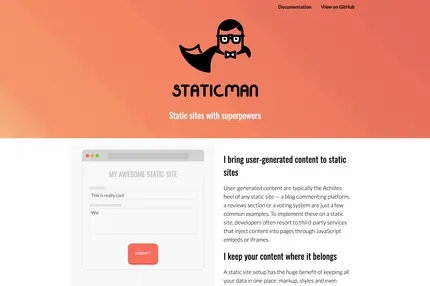 Documentation View on GitHub
STATICMAN
Static sites with superpowers
MY AWESOME STATIC SITE
This is really cool
Wo
SUBMIT
I bring user-generated content to static
sites
User-generated content are typically the Achilles
heel of any static site — a blog commenting platform,
a reviews section or a voting system are just a few
common examples. To implement these on a static
site, developers often resort to third-party services
that inject content into pages through JavaScript
embeds or iframes.
I keep your content where it belongs
A static site setup has the huge benefit of keeping all
your data in one place: markup, styles and even